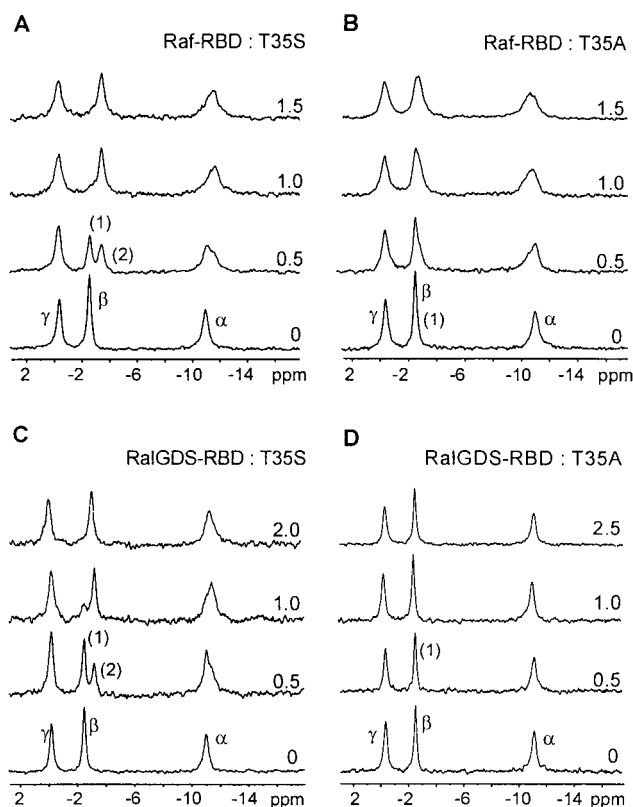 A
Raf-RBD : T35S
1.5
1.0
(1)
(2)
0.5
γ
β
α
0
2 -2 -6 -10 -14 ppm
B
Raf-RBD : T35A
1.5
1.0
0.5
γ
β
(1)
α
0
2 -2 -6 -10 -14 ppm
C
RalGDS-RBD : T35S
2.0
1.0
(1)
(2)
0.5
γ
β
α
0
2 -2 -6 -10 -14 ppm
D
RalGDS-RBD : T35A
2.5
1.0
(1)
0.5
γ
β
α
0
2 -2 -6 -10 -14 ppm